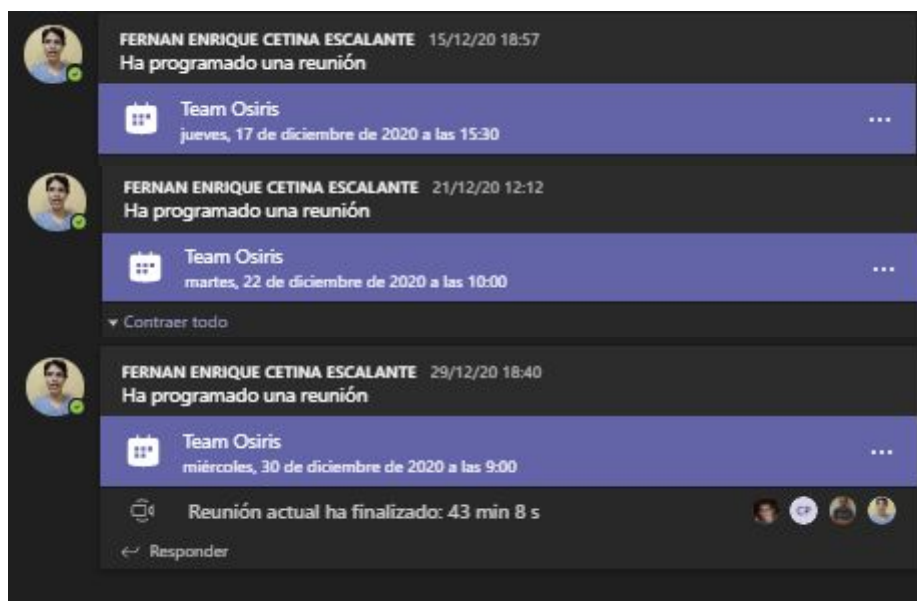 FERNAN ENRIQUE CETINA ESCALANTE 15/12/20 18:57
Ha programado una reunión
Team Osiris
jueves, 17 de diciembre de 2020 a las 15:30
FERNAN ENRIQUE CETINA ESCALANTE 21/12/20 12:12
Ha programado una reunión
Team Osiris
martes, 22 de diciembre de 2020 a las 10:00
Contraer todo
FERNAN ENRIQUE CETINA ESCALANTE 29/12/20 18:40
Ha programado una reunión
Team Osiris
miércoles, 30 de diciembre de 2020 a las 9:00
Reunión actual ha finalizado: 43 min 8 s CP
Responder